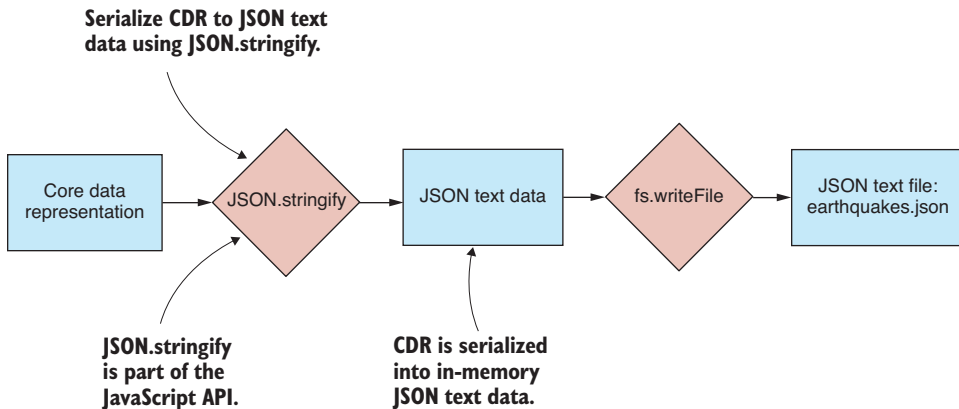 Serialize CDR to JSON text
data using JSON.stringify.
Core data
representation
JSON.stringify
JSON text data
fs.writeFile
JSON text file:
earthquakes.json
JSON.stringify
is part of the
JavaScript API.
CDR is serialized
into in-memory
JSON text data.